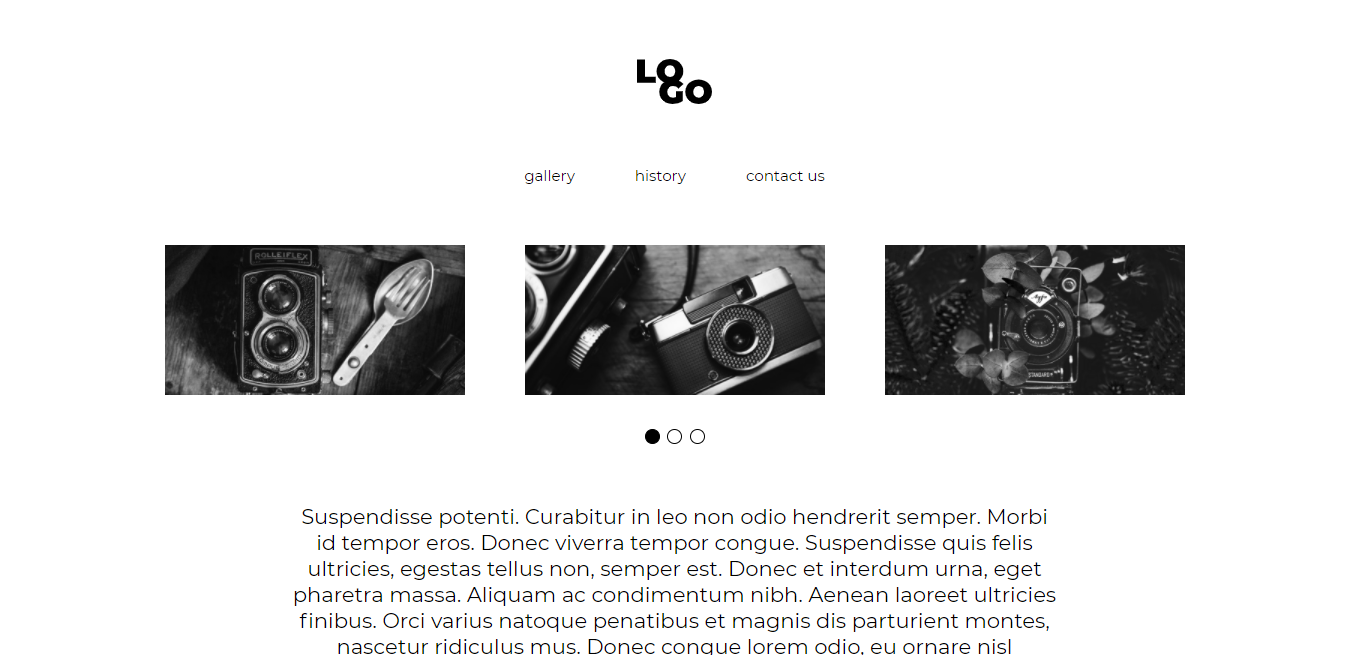 LO
GO
gallery history contact us
ROLLEIFLEX
Agfa
STANDARD
Suspendisse potenti. Curabitur in leo non odio hendrerit semper. Morbi
id tempor eros. Donec viverra tempor congue. Suspendisse quis felis
ultricies, egestas tellus non, semper est. Donec et interdum urna, eget
pharetra massa. Aliquam ac condimentum nibh. Aenean laoreet ultricies
finibus. Orci varius natoque penatibus et magnis dis parturient montes,
nascetur ridiculus mus. Donec congue lorem odio, eu ornare nisl